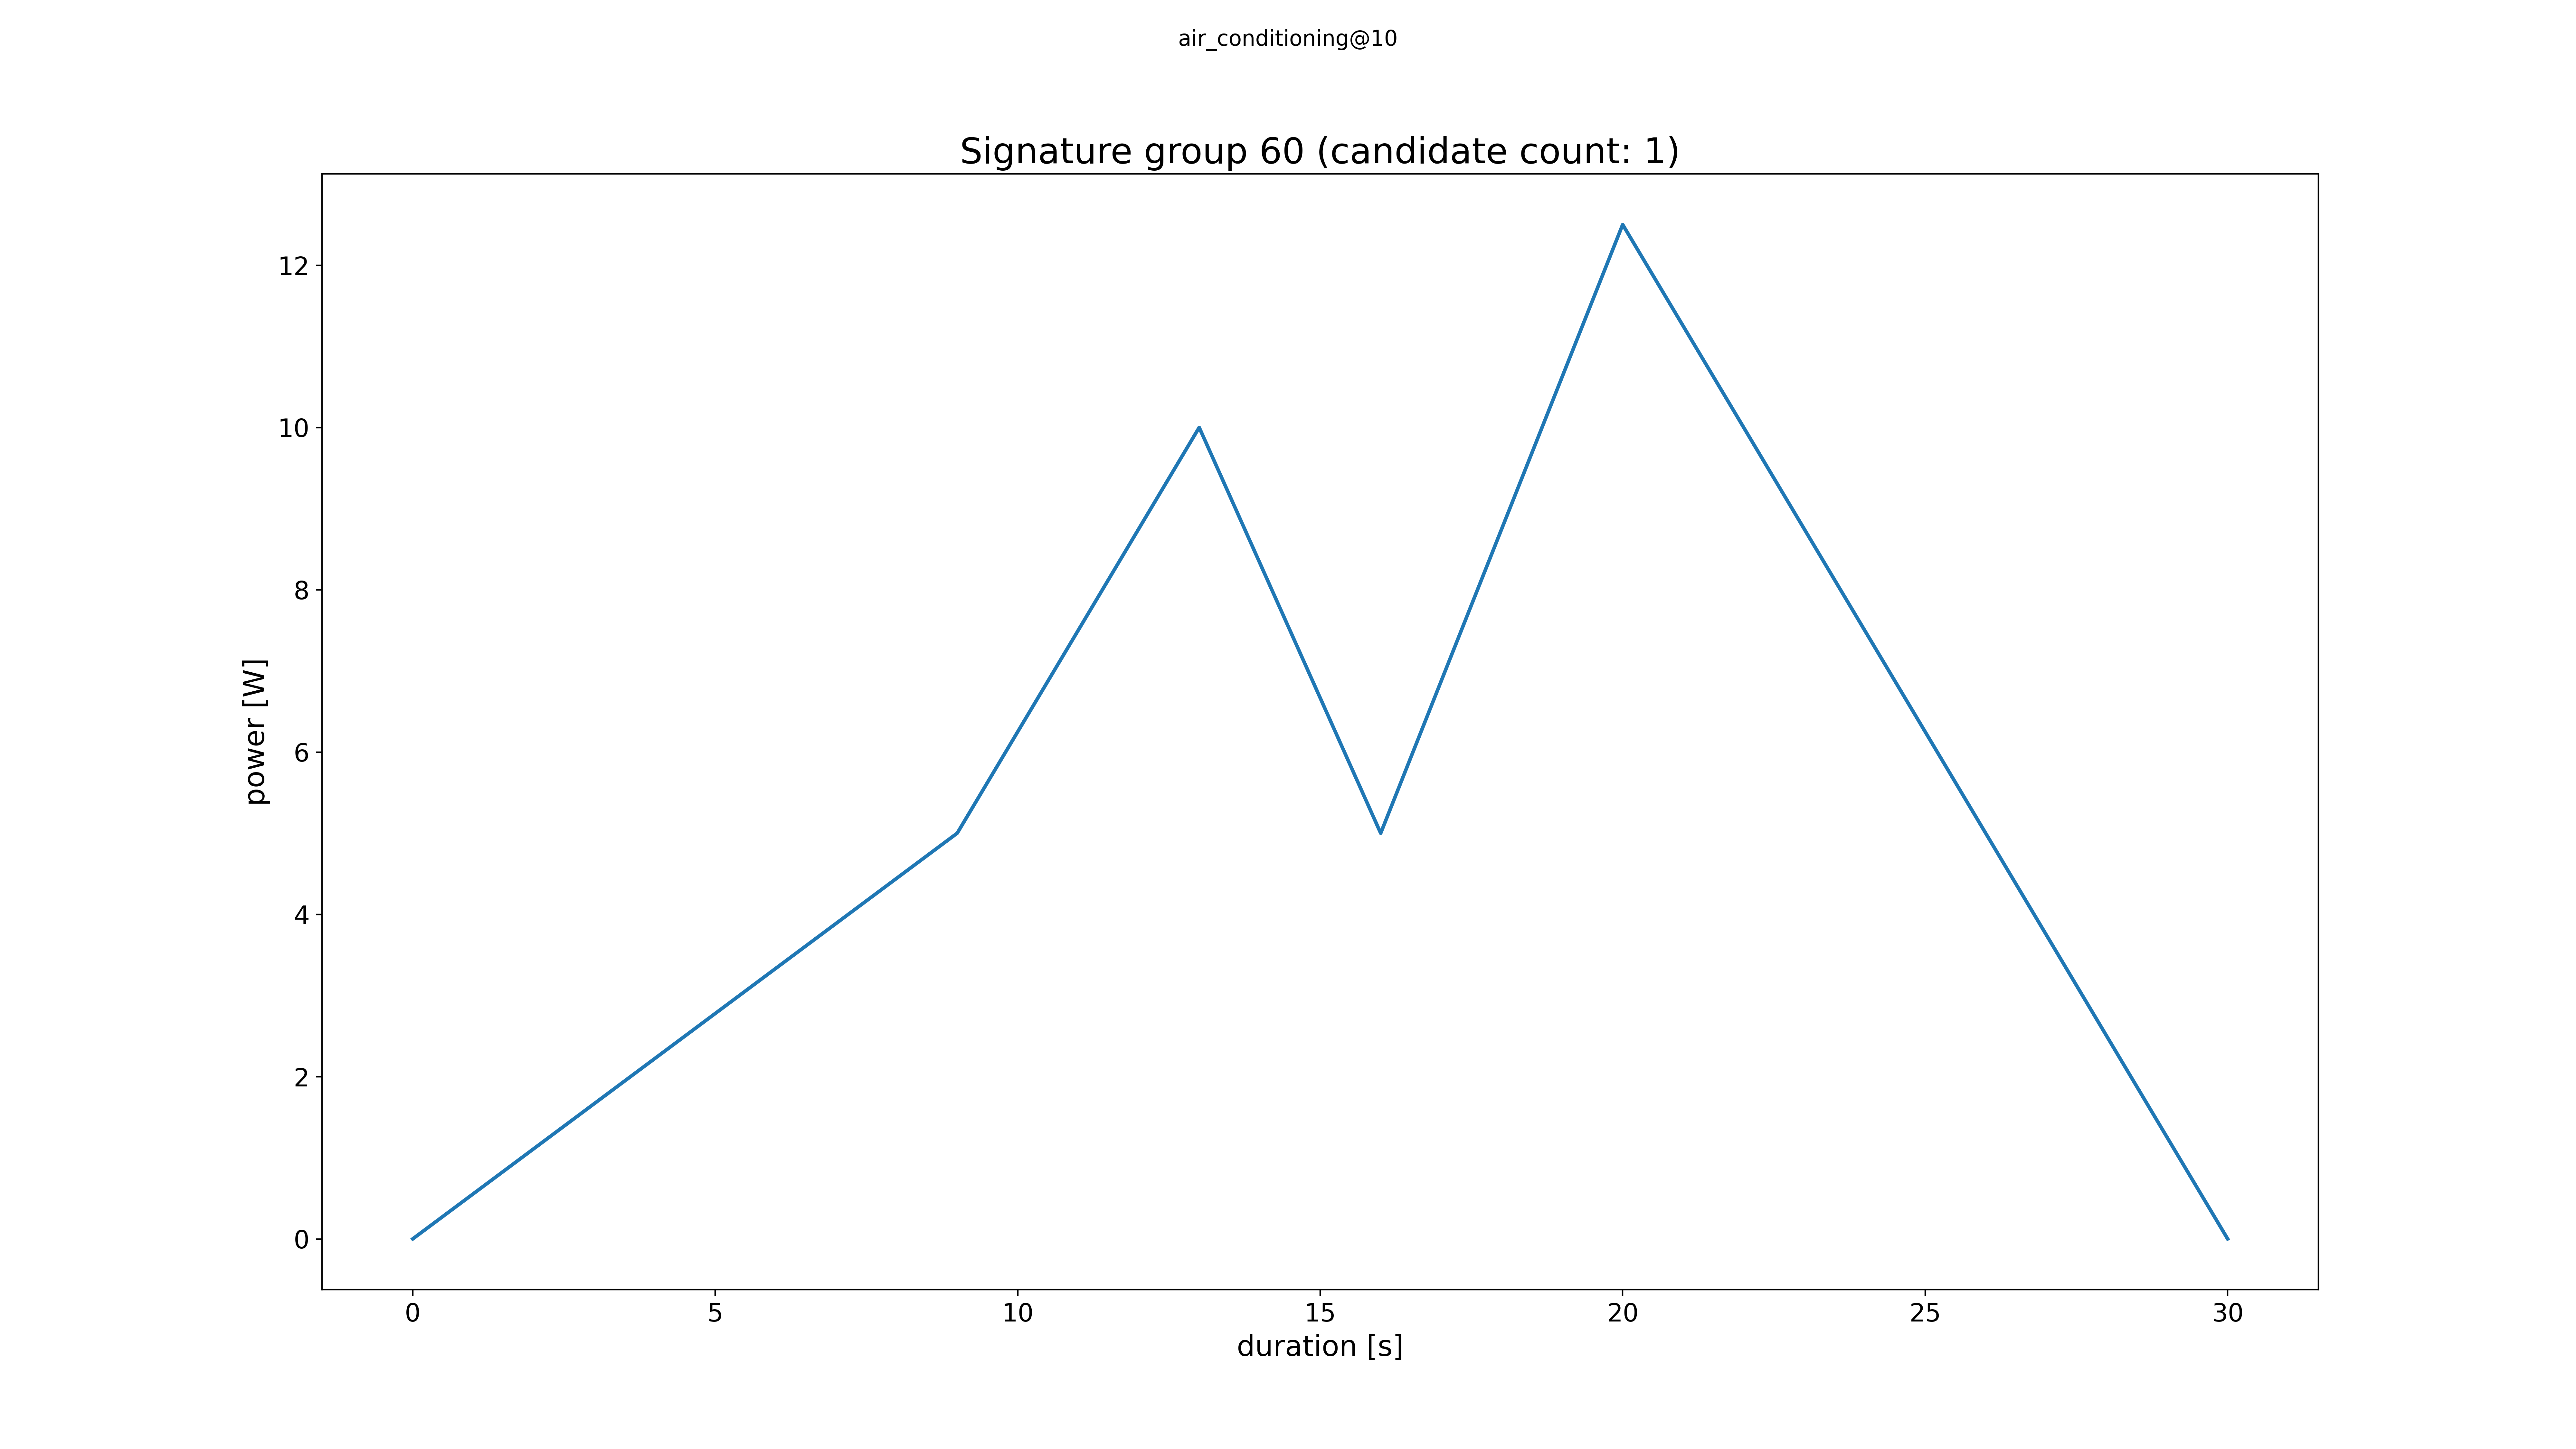 air_conditioning@10
Signature group 60 (candidate count: 1)
12
10
8
6
4
2
0
power [W]
0 5 10 15 20 25 30
duration [s]